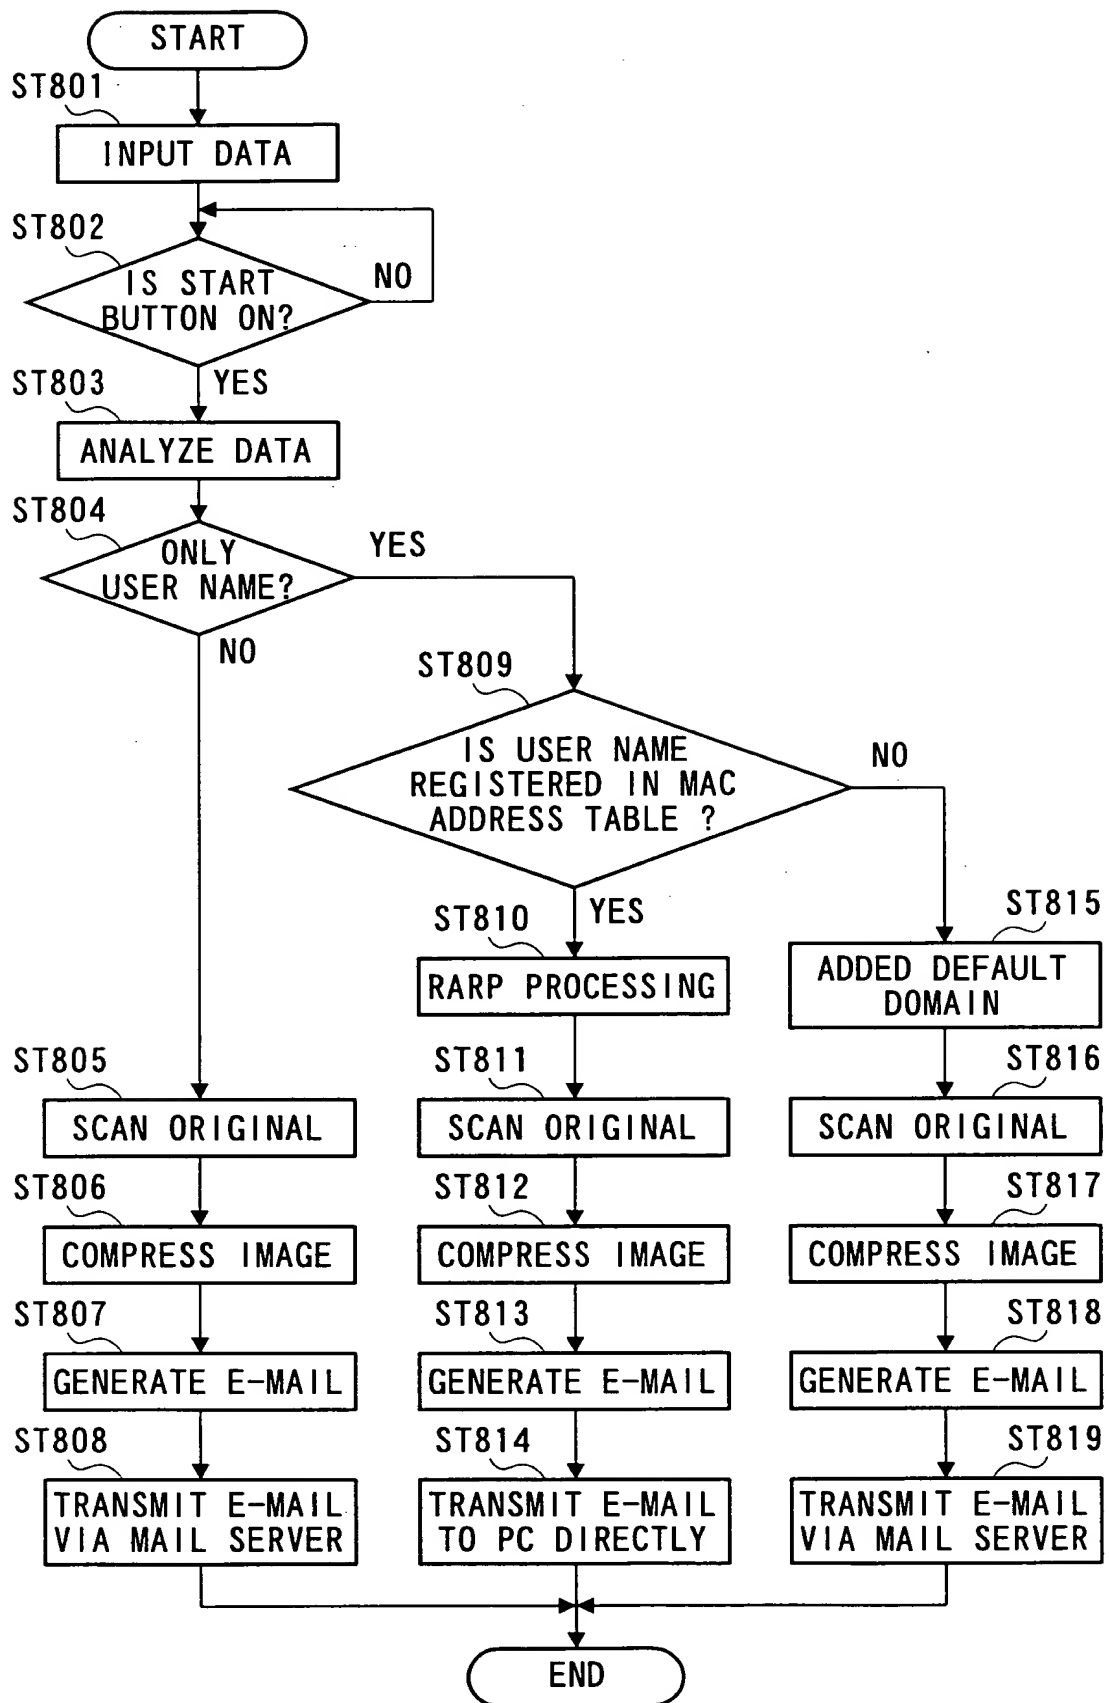 START
ST801
INPUT DATA
ST802
IS START
BUTTON ON?
NO
YES
ST803
ANALYZE DATA
ST804
ONLY
USER NAME?
YES
NO
ST809
IS USER NAME
REGISTERED IN MAC
ADDRESS TABLE ?
NO
YES
ST805
SCAN ORIGINAL
ST806
COMPRESS IMAGE
ST807
GENERATE E-MAIL
ST808
TRANSMIT E-MAIL
VIA MAIL SERVER
ST810
RARP PROCESSING
ST811
SCAN ORIGINAL
ST812
COMPRESS IMAGE
ST813
GENERATE E-MAIL
ST814
TRANSMIT E-MAIL
TO PC DIRECTLY
ST815
ADDED DEFAULT
DOMAIN
ST816
SCAN ORIGINAL
ST817
COMPRESS IMAGE
ST818
GENERATE E-MAIL
ST819
TRANSMIT E-MAIL
VIA MAIL SERVER
END